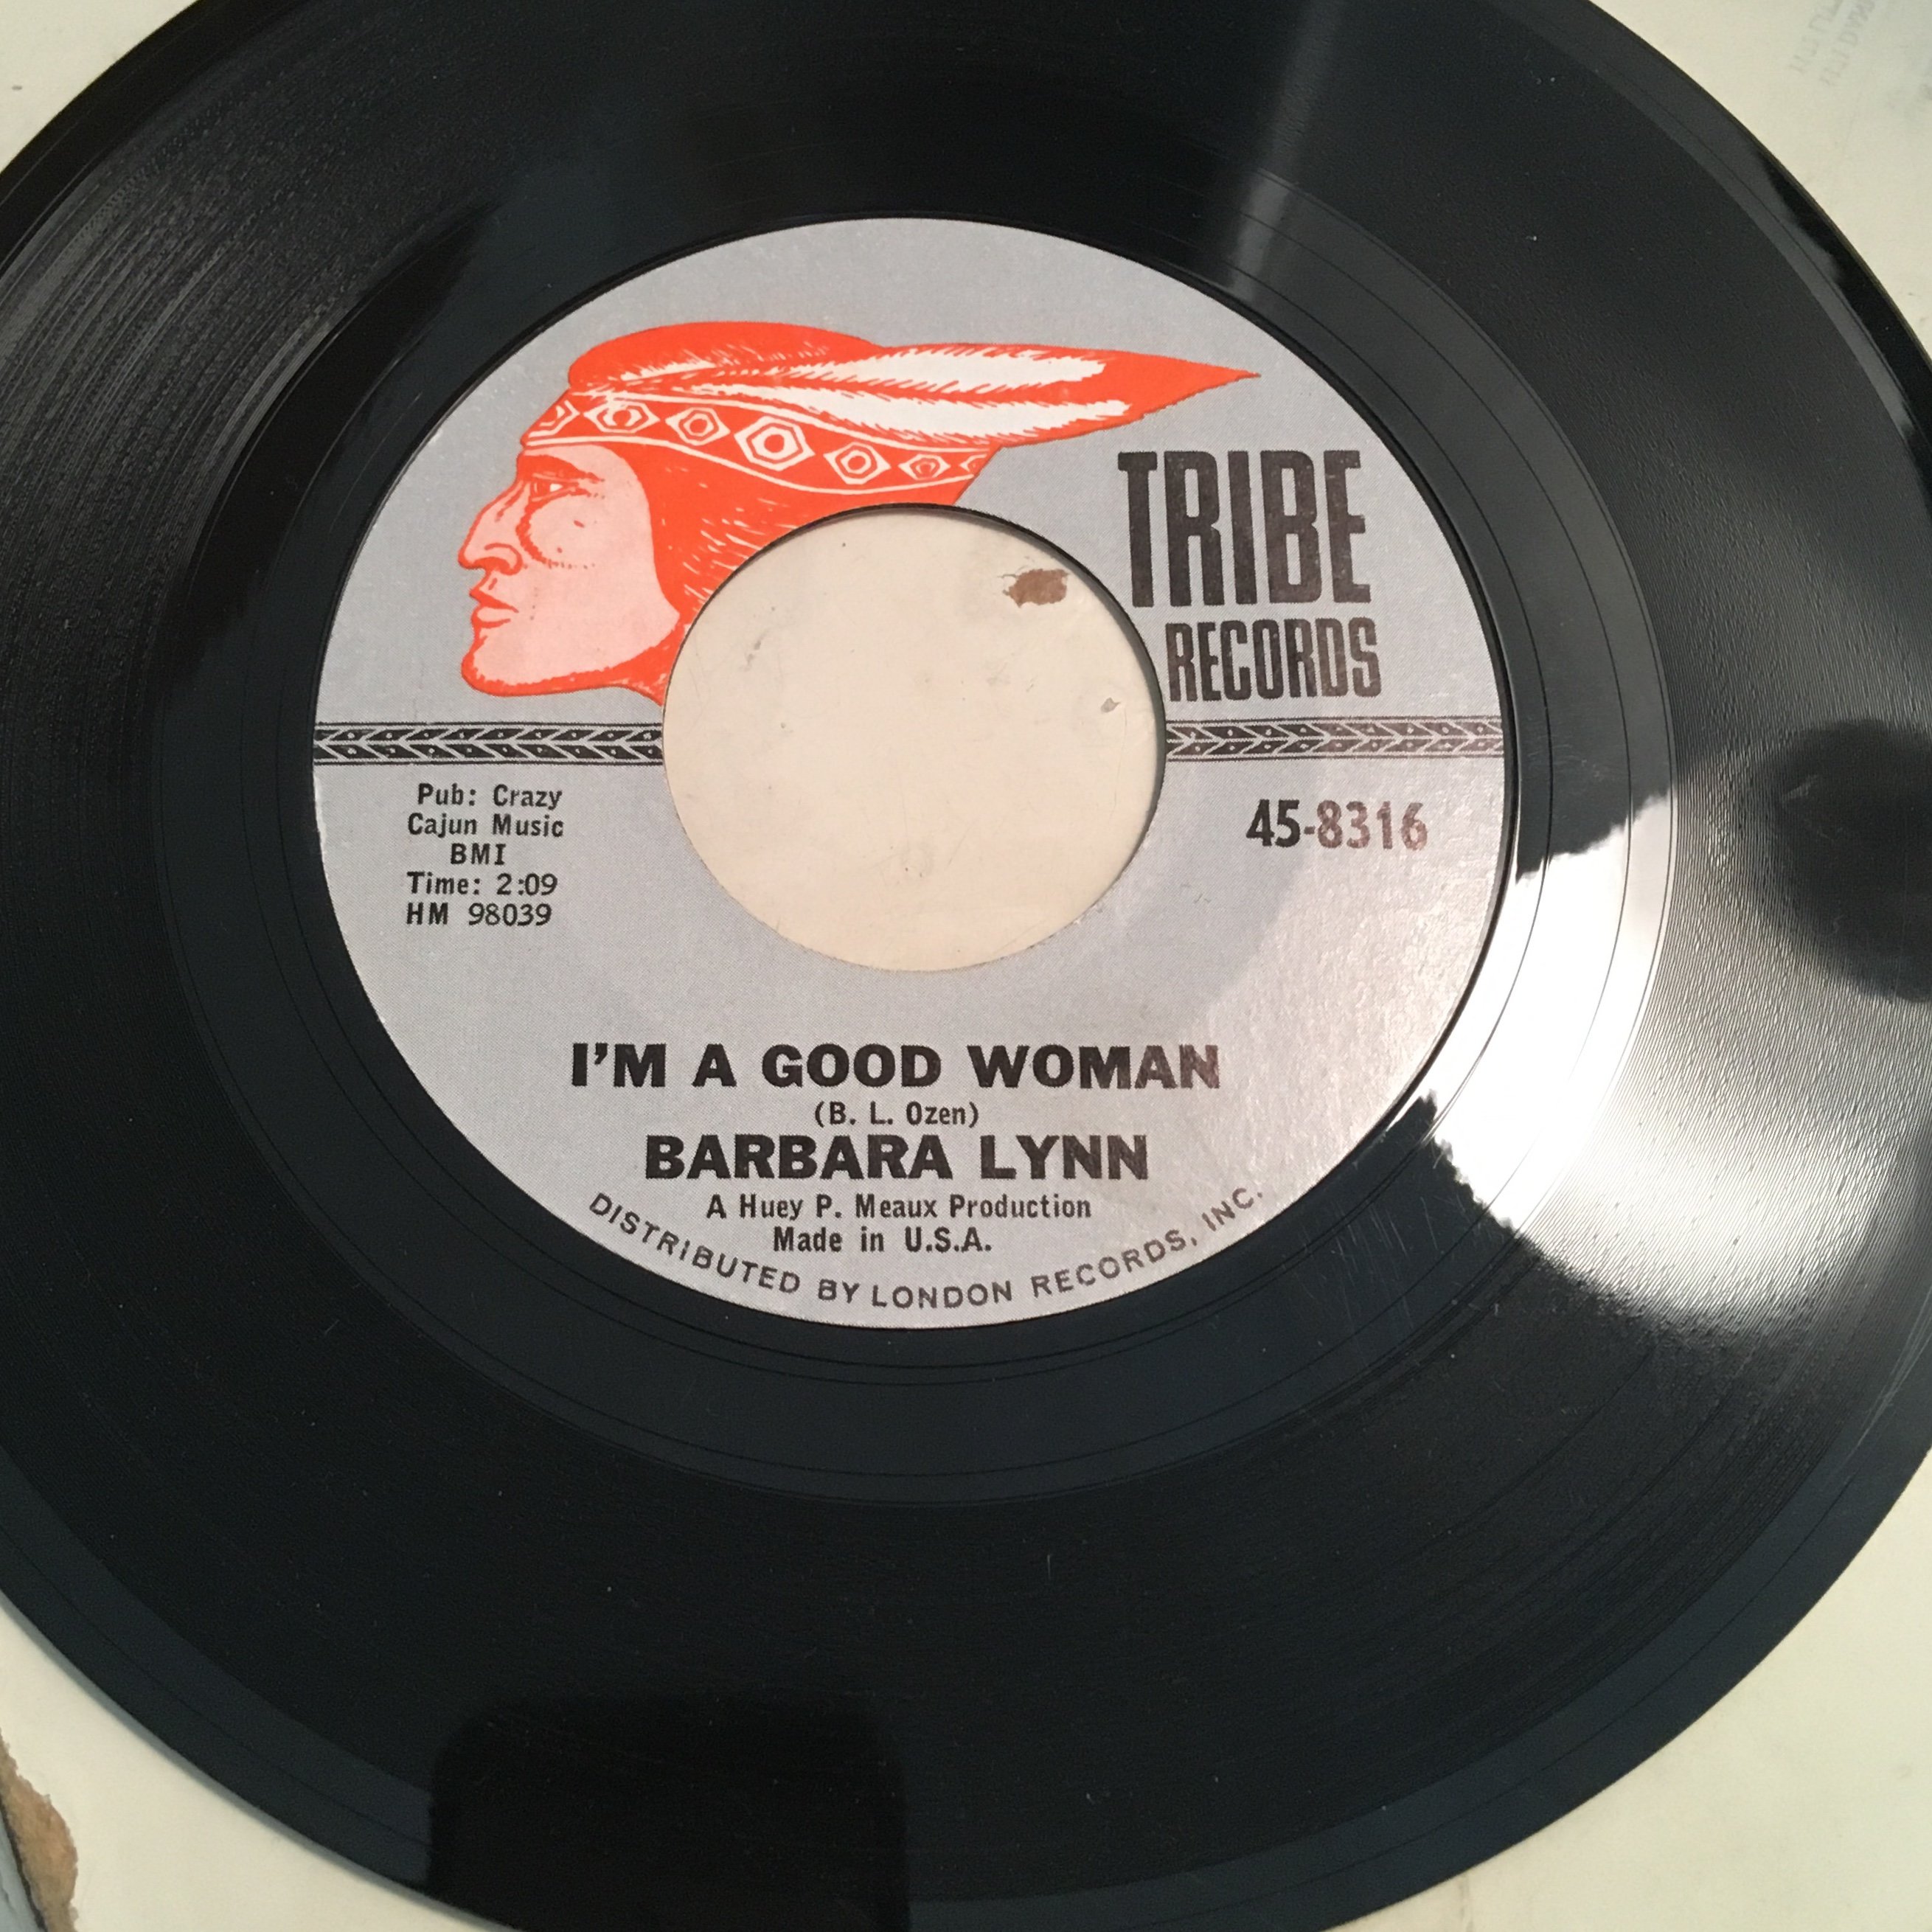 TRIBE
RECORDS
Pub: Crazy
Cajun Music
BMI
Time: 2:09
HM 98039
45-8316
I'M A GOOD WOMAN
(B. L. Ozen)
BARBARA LYNN
A Huey P. Meaux Production
Made in U.S.A.
DISTRIBUTED BY LONDON RECORDS, INC.